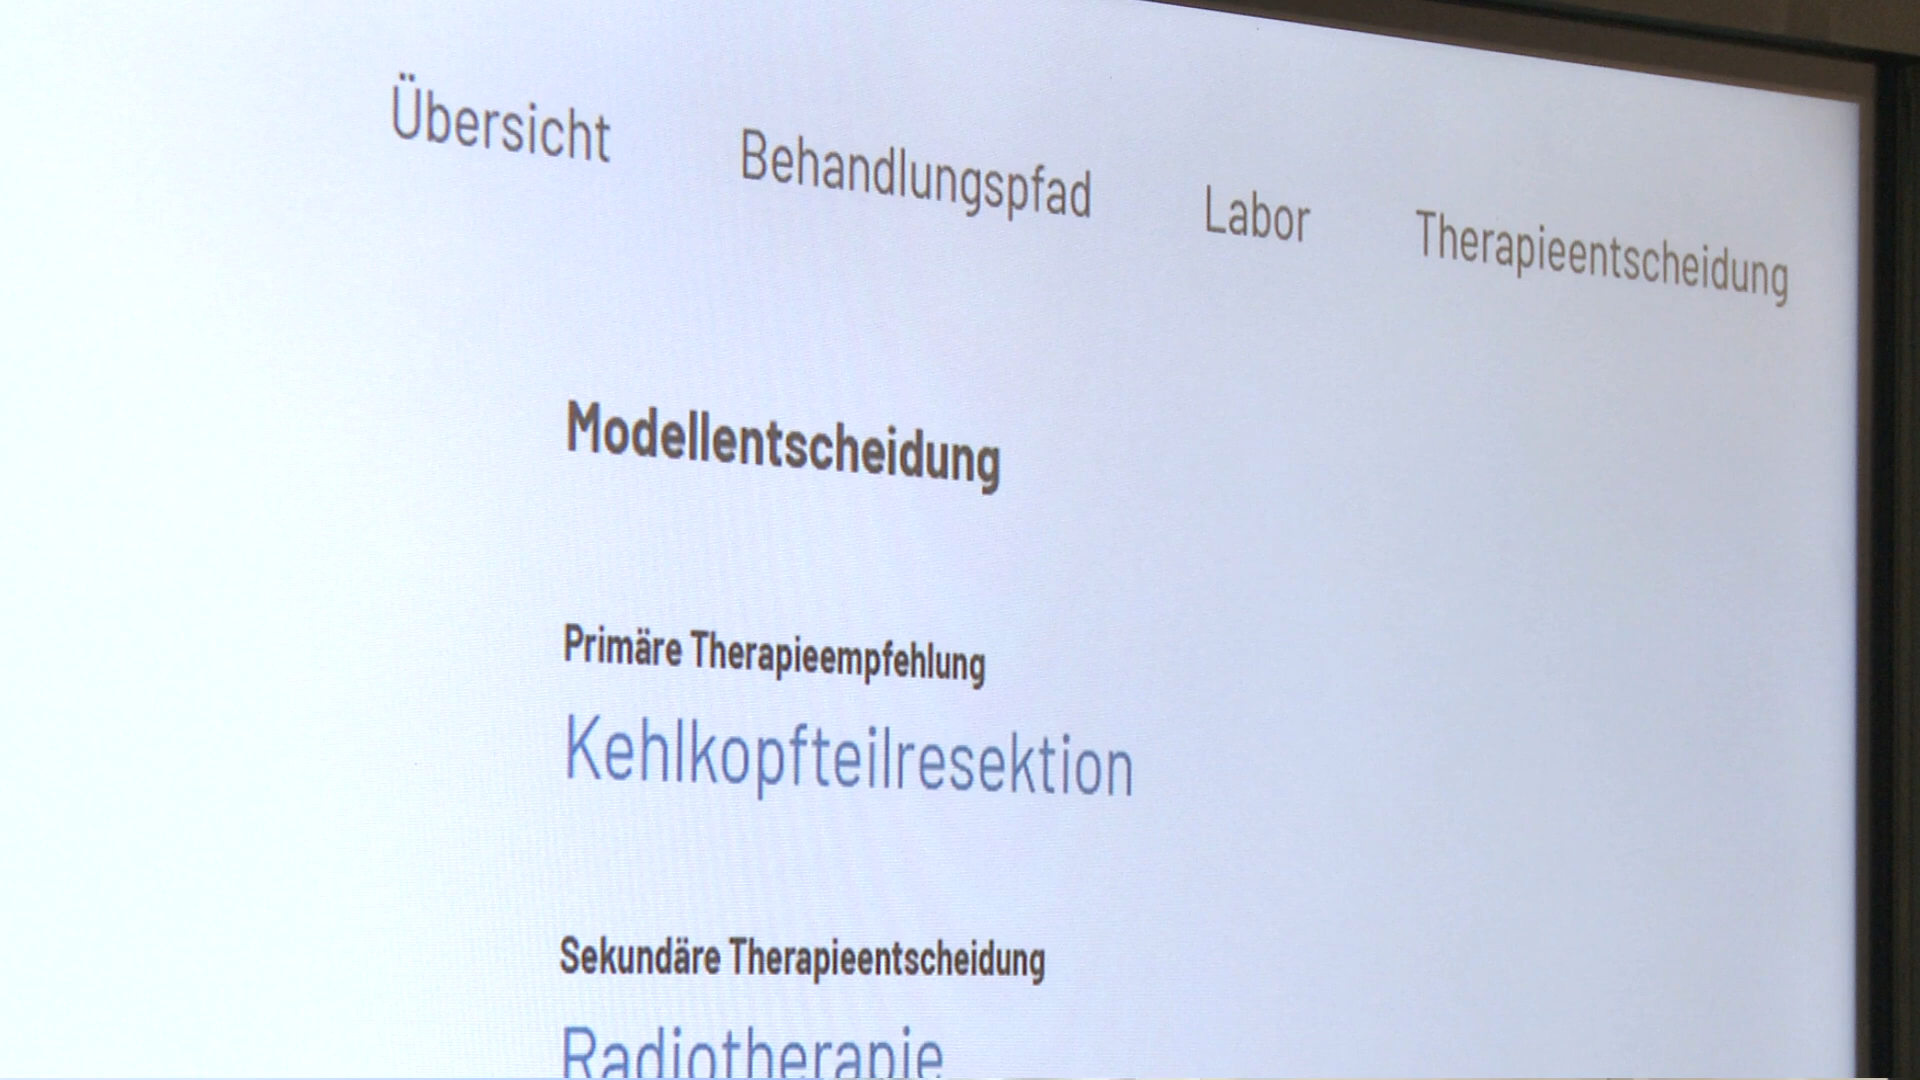 Übersicht Behandlungspfad Labor Therapieentscheidung
Modellentscheidung
Primäre Therapieempfehlung
Kehlkopfteilresektion
Sekundäre Therapieentscheidung
Radiotherapie